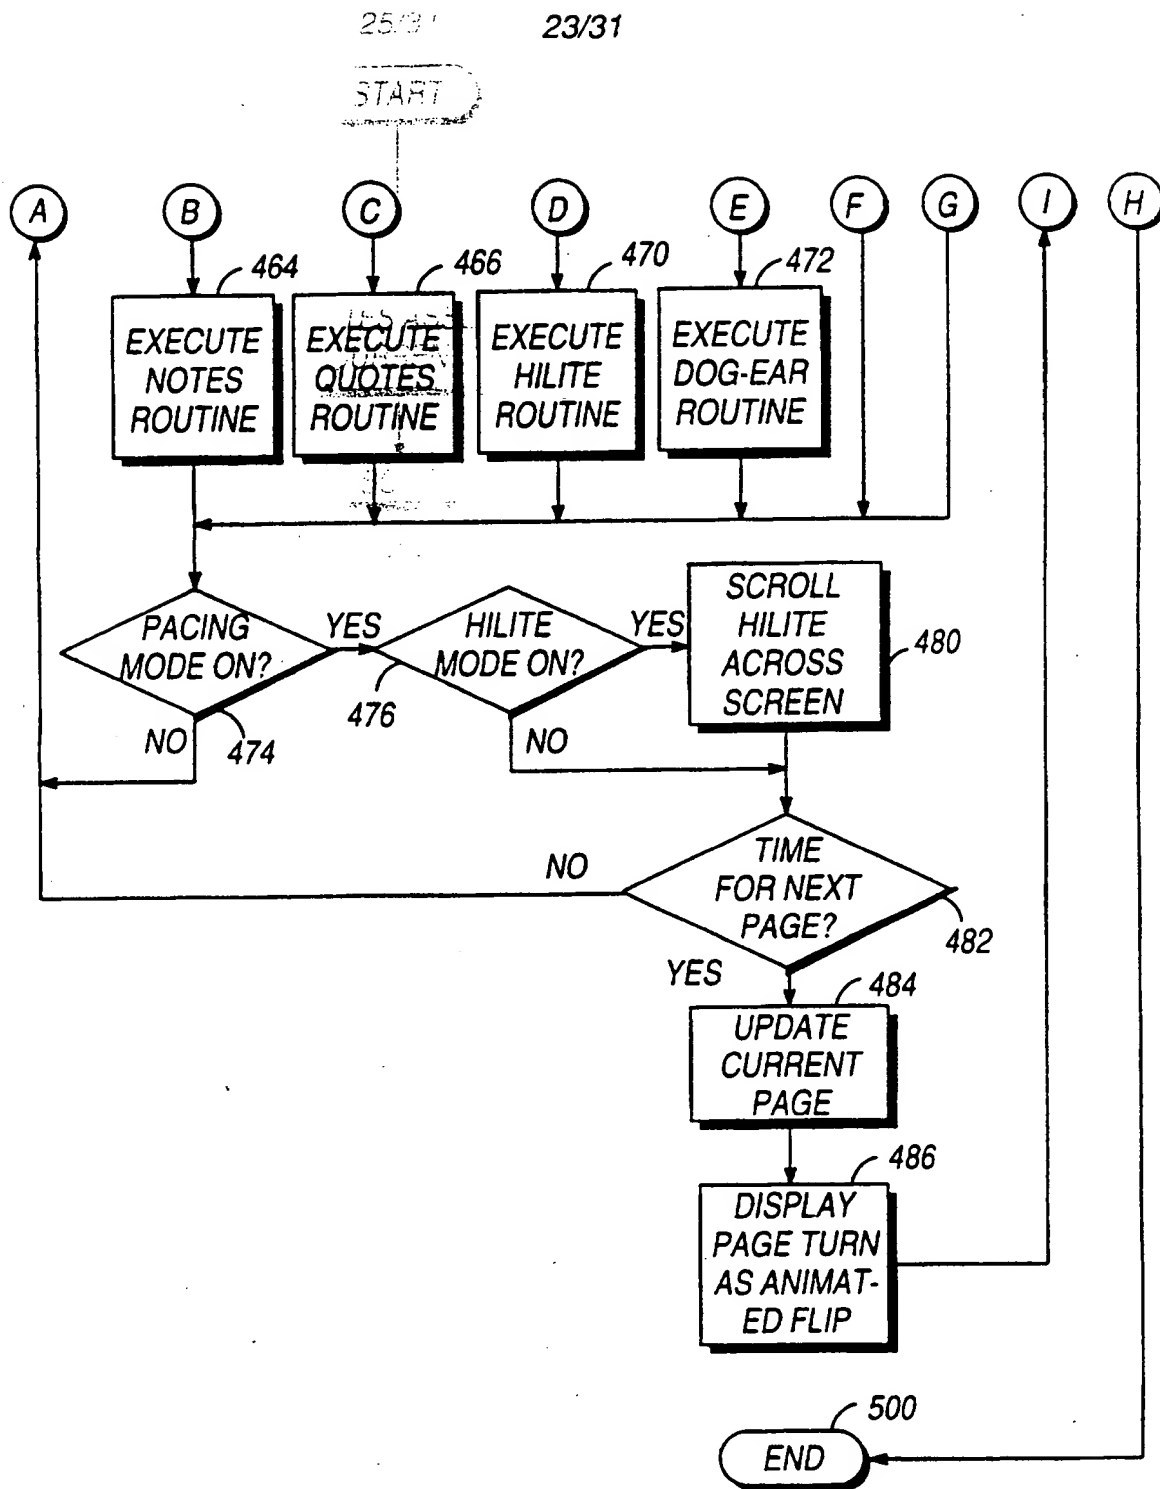 23/31
START
A B C D E F G I H
464 466 470 472
EXECUTE
NOTES
ROUTINE
EXECUTE
QUOTES
ROUTINE
EXECUTE
HILITE
ROUTINE
EXECUTE
DOG-EAR
ROUTINE
PACING
MODE ON?
YES
474
NO
HILITE
MODE ON?
YES
476
NO
SCROLL
HILITE
ACROSS
SCREEN
480
TIME
FOR NEXT
PAGE?
NO
482
YES
484
UPDATE
CURRENT
PAGE
486
DISPLAY
PAGE TURN
AS ANIMAT-
ED FLIP
500
END